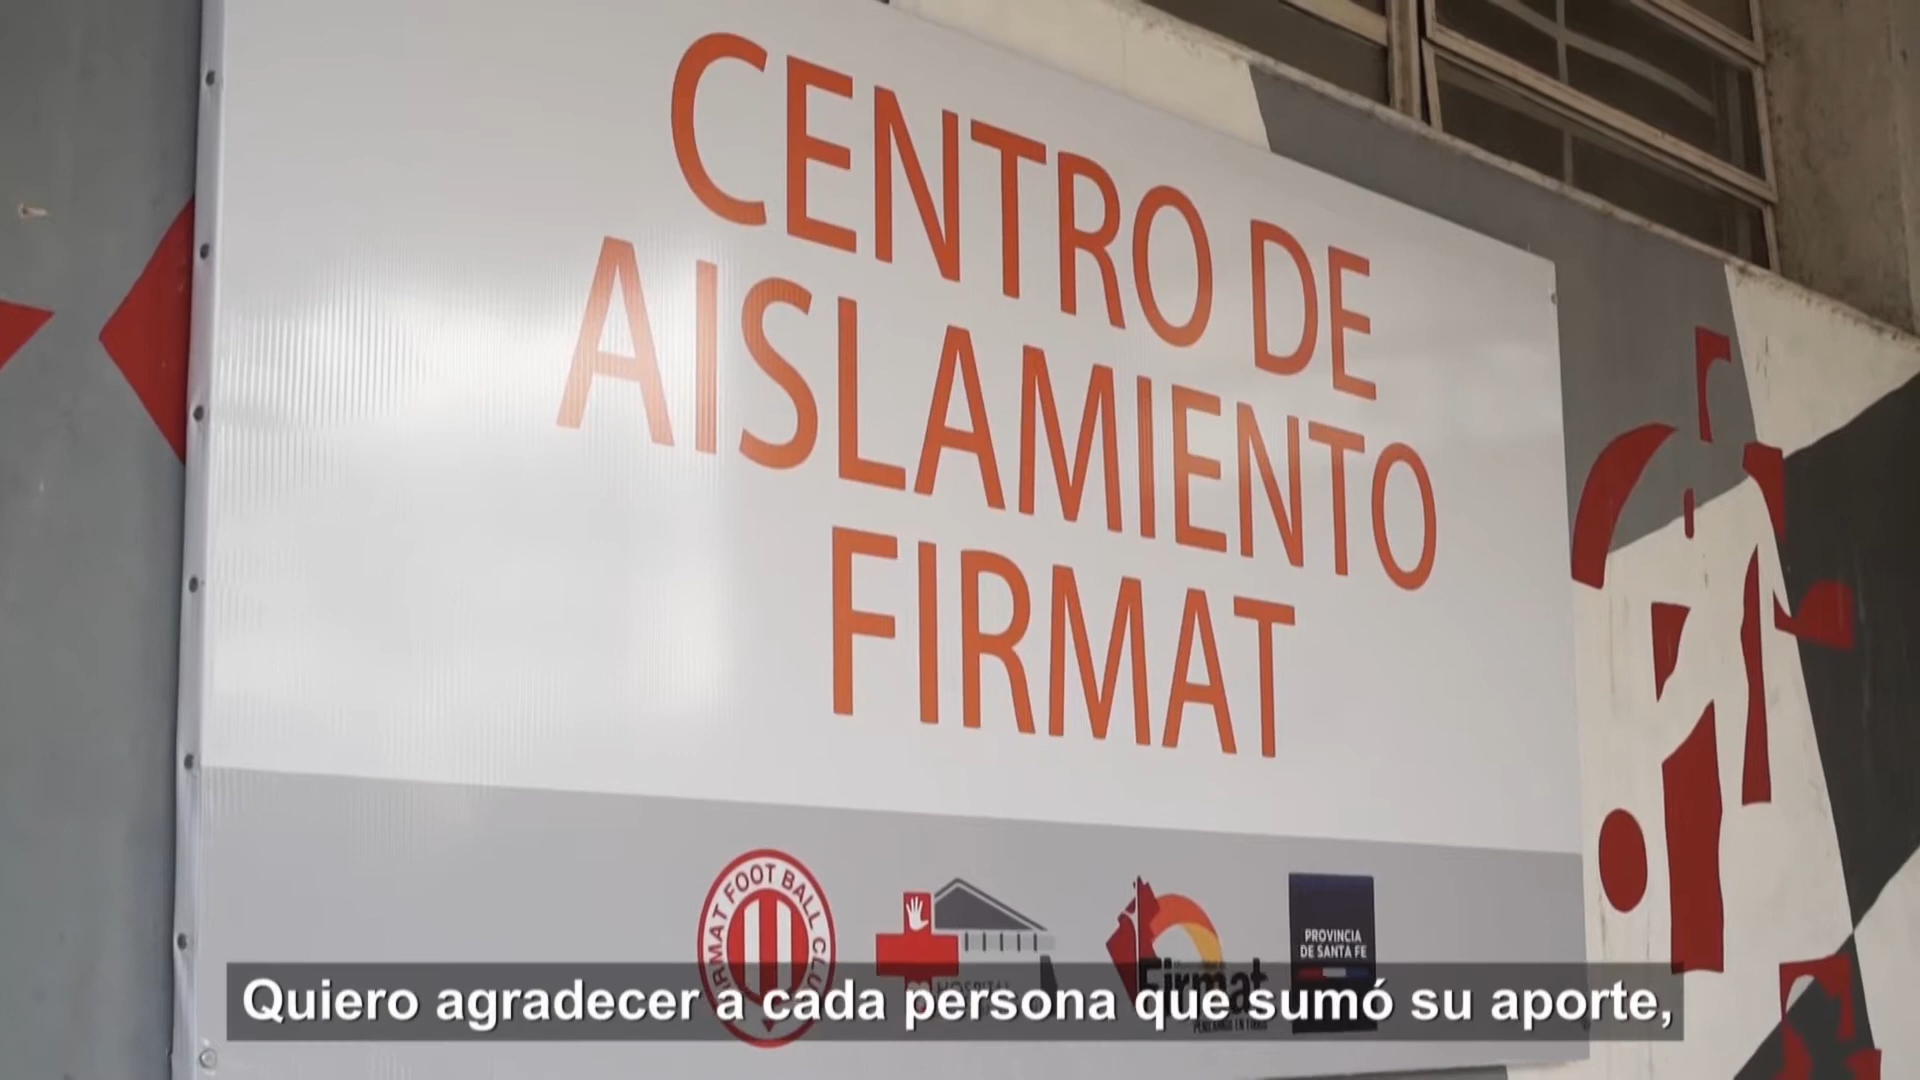 CENTRO DE
AISLAMIENTO
FIRMAT
FIRMAT FOOT BALL CLUB
HOSPITAL
Firmat
PROVINCIA
DE SANTA FE
Quiero agradecer a cada persona que sumó su aporte,